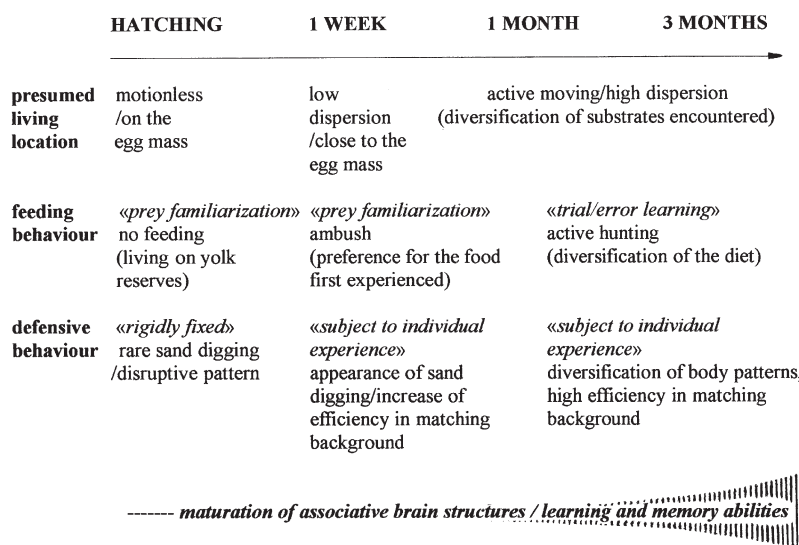 HATCHING 1 WEEK 1 MONTH 3 MONTHS
presumed motionless low active moving/high dispersion
living /on the dispersion (diversification of substrates encountered)
location egg mass /close to the
egg mass
feeding «prey familiarization» «prey familiarization» «trial/error learning»
behaviour no feeding ambush active hunting
(living on yolk (preference for the food (diversification of the diet)
reserves) first experienced)
defensive «rigidly fixed» «subject to individual «subject to individual
behaviour rare sand digging experience» experience»
/disruptive pattern appearance of sand diversification of body patterns,
digging/increase of high efficiency in matching
efficiency in matching background
background
------- maturation of associative brain structures / learning and memory abilities